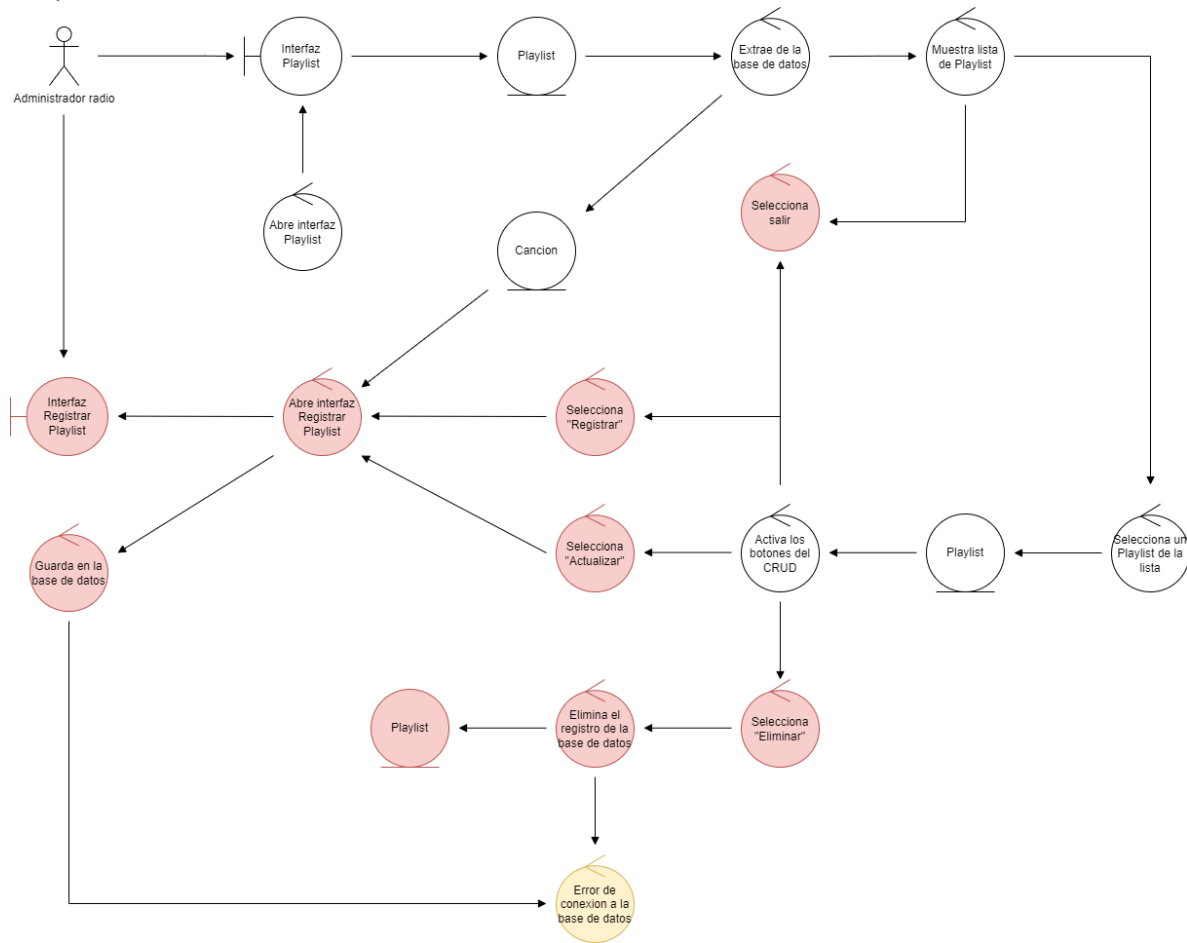 Interfaz
Playlist
Playlist
Extrae de la
base de datos
Muestra lista
de Playlist
Administrador radio
Abre interfaz
Playlist
Selecciona
salir
Cancion
Interfaz
Registrar
Playlist
Abre interfaz
Registrar
Playlist
Selecciona
"Registrar"
Guarda en la
base de datos
Selecciona
"Actualizar"
Activa los
botones del
CRUD
Playlist
Selecciona un
Playlist de la
lista
Playlist
Elimina el
registro de la
base de datos
Selecciona
"Eliminar"
Error de
conexion a la
base de datos